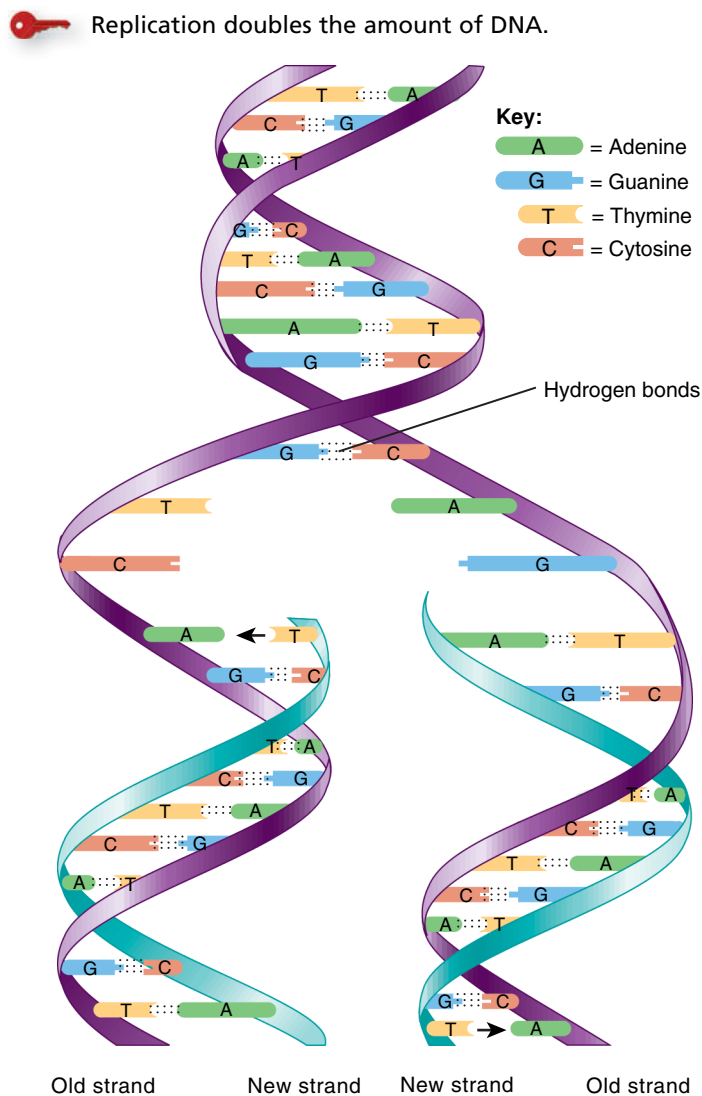 Replication doubles the amount of DNA.
T A
C G
A T
G C
T A
C G
A T
G C
Key:
A = Adenine
G = Guanine
T = Thymine
C = Cytosine
Hydrogen bonds
G C
T A
C G
A T
G C
T A
C G
T A
C G
A T
G C
T A
A T
G C
T A
C G
T A
C G
A T
G C
T A
Old strand New strand New strand Old strand